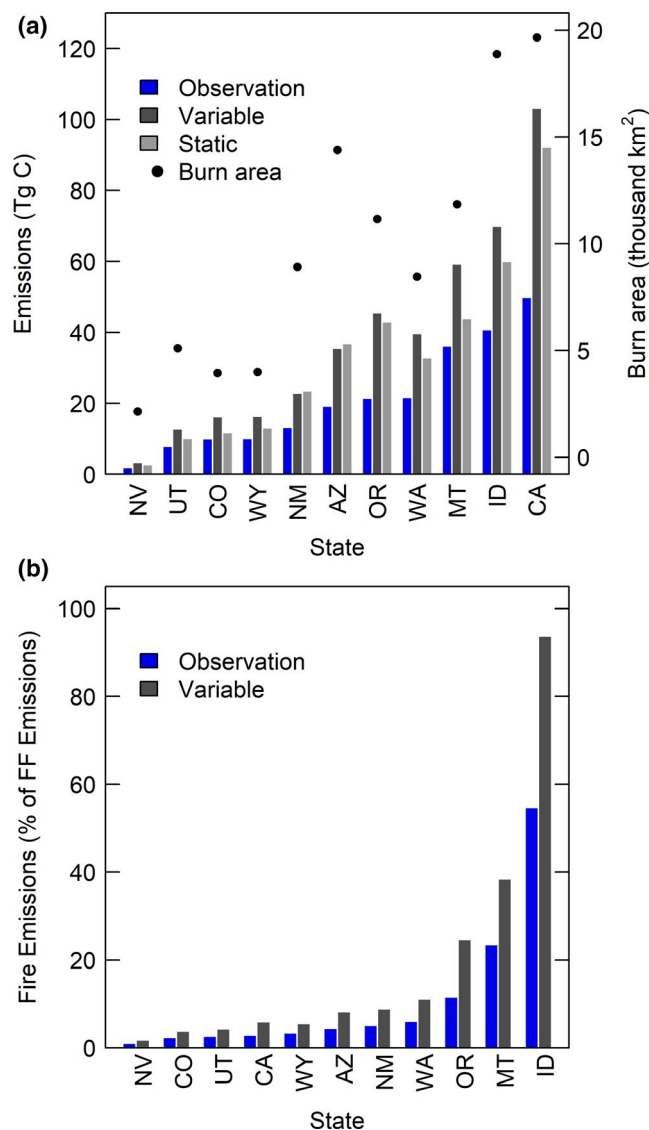 (a)
120
100
80
60
40
20
0
Emissions (Tg C)
Observation
Variable
Static
Burn area
20
15
10
5
0
Burn area (thousand km²)
NV UT CO WY NM AZ OR WA MT ID CA
State
(b)
100
80
60
40
20
0
Fire Emissions (% of FF Emissions)
Observation
Variable
NV CO UT CA WY AZ NM WA OR MT ID
State